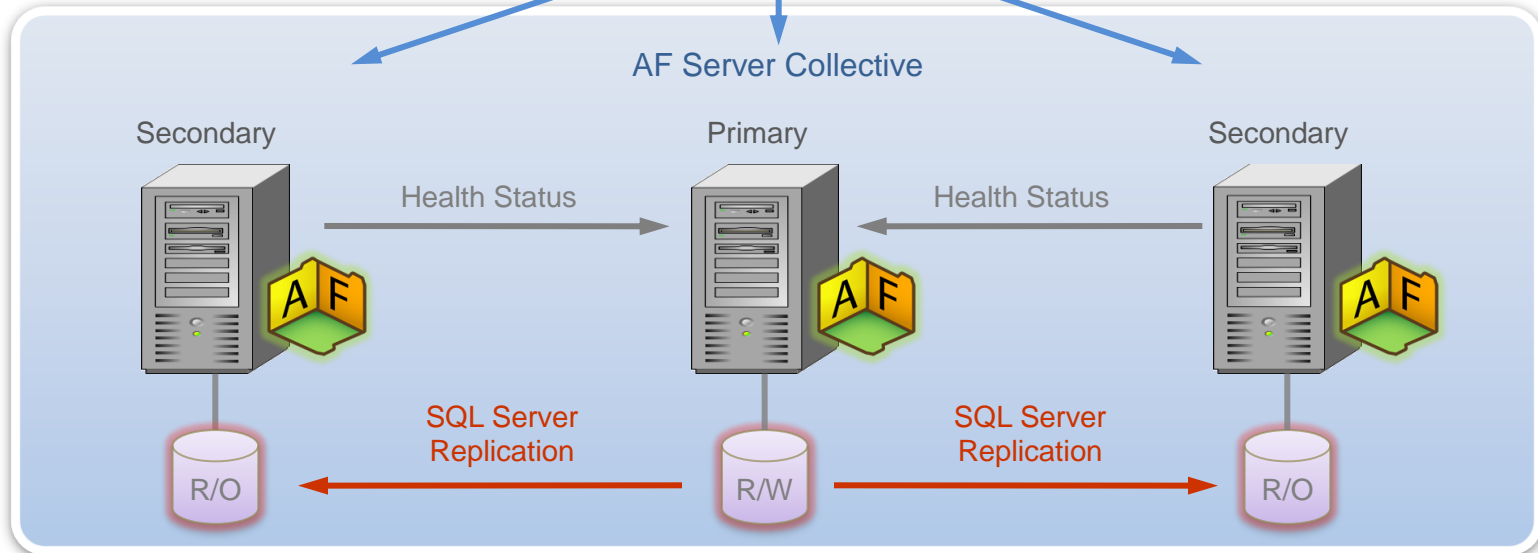 AF Server Collective
Secondary
Primary
Secondary
Health Status
Health Status
A F
A F
A F
SQL Server
Replication
SQL Server
Replication
R/O
R/W
R/O